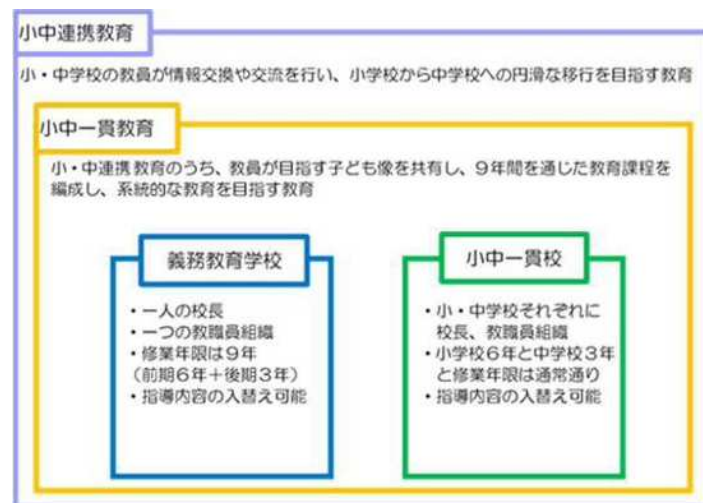 小中連携教育
小・中学校の教員が情報交換や交流を行い、小学校から中学校への円滑な移行を目指す教育
小中一貫教育
小・中連携教育のうち、教員が目指す子ども像を共有し、９年間を通じた教育課程を
編成し、系統的な教育を目指す教育
義務教育学校
・一人の校長
・一つの教職員組織
・修業年限は９年
（前期６年＋後期３年）
・指導内容の入替え可能
小中一貫校
・小・中学校それぞれに
校長、教職員組織
・小学校６年と中学校３年
と修業年限は通常通り
・指導内容の入替え可能